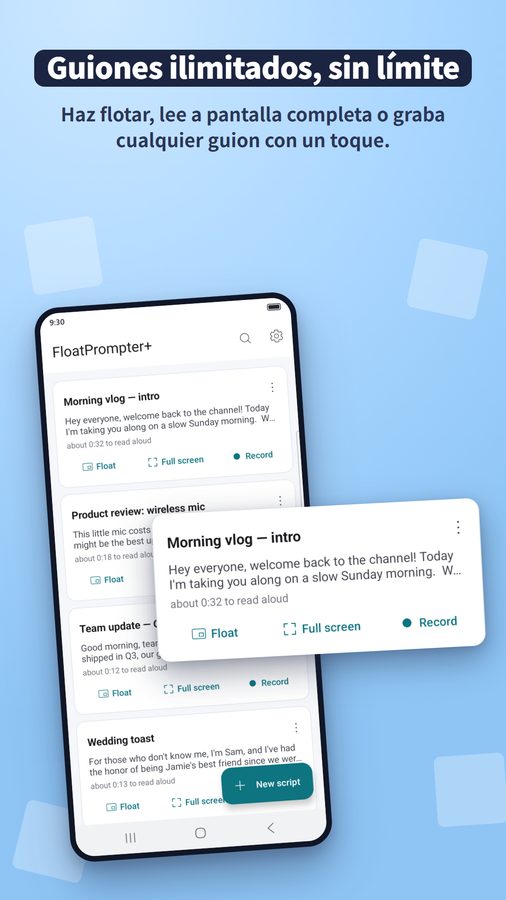 Guiones ilimitados, sin límite
Haz flotar, lee a pantalla completa o graba
cualquier guion con un toque.
9:30
FloatPrompter+
Morning vlog — intro
Hey everyone, welcome back to the channel! Today
I'm taking you along on a slow Sunday morning. W…
about 0:32 to read aloud
Float
Full screen
Record
Product review: wireless mic
This little mic costs
might be the best u
about 0:18 to read alou
Float
Morning vlog — intro
Hey everyone, welcome back to the channel! Today
I'm taking you along on a slow Sunday morning. W…
about 0:32 to read aloud
Float
Full screen
Record
Team update —
Good morning, tea
shipped in Q3, our g
about 0:12 to read aloud
Float
Full screen
Record
Wedding toast
For those who don't know me, I'm Sam, and I've had
the honor of being Jamie's best friend since we wer…
about 0:13 to read aloud
Float
Full screen
New script